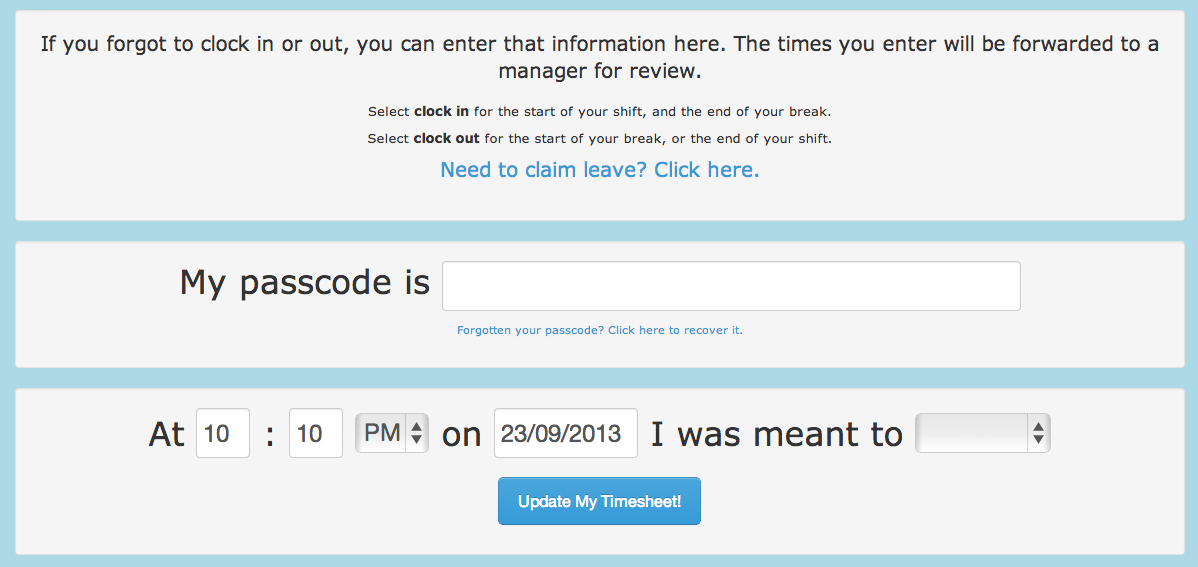 If you forgot to clock in or out, you can enter that information here. The times you enter will be forwarded to a
manager for review.
Select clock in for the start of your shift, and the end of your break.
Select clock out for the start of your break, or the end of your shift.
Need to claim leave? Click here.
My passcode is
Forgotten your passcode? Click here to recover it.
At 10 : 10 PM on 23/09/2013 I was meant to
Update My Timesheet!